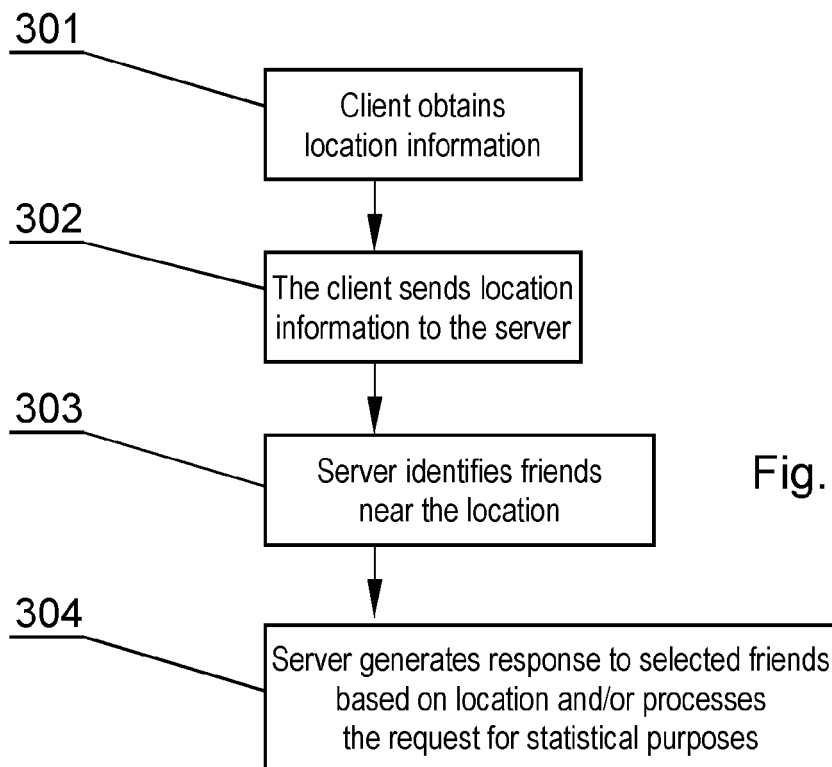 301
Client obtains
location information
302
The client sends location
information to the server
303
Server identifies friends
near the location
Fig.
304
Server generates response to selected friends
based on location and/or processes
the request for statistical purposes